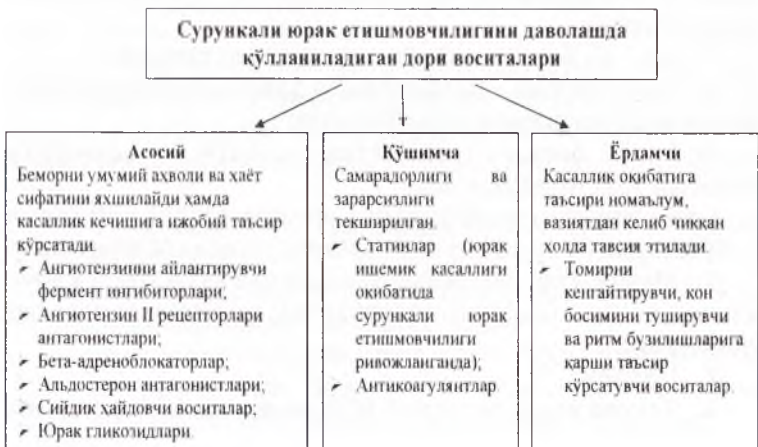 Сурункали юрак етишмовчилигини даволашда
қўлланиладиган дори воситалари
Асосий
Беморни умумий аҳволи ва ҳаёт
сифатини яхшилайди ҳамда
касаллик кечишига ижобий таъсир
кўрсатади.
➤ Ангиотензинни айлантирувчи
фермент ингибиторлари;
➤ Ангиотензин II рецепторлари
антагонистлари;
➤ Бета-адреноблокаторлар;
➤ Альдостерон антагонистлари;
➤ Сийдик ҳайдовчи воситалар;
➤ Юрак гликозидлари.
Қўшимча
Самарадорлиги ва
зарарсизлиги
текширилган.
➤ Статинлар (юрак
ишемик касаллиги
оқибатида
сурункали юрак
етишмовчилиги
ривожланганда);
➤ Антикоагулянтлар.
Ёрдамчи
Касаллик оқибатига
таъсири номаълум,
вазиятдан келиб чиққан
ҳолда тавсия этилади.
➤ Томирни
кенгайтирувчи, қон
босимини туширувчи
ва ритм бузилишларига
қарши таъсир
кўрсатувчи воситалар.